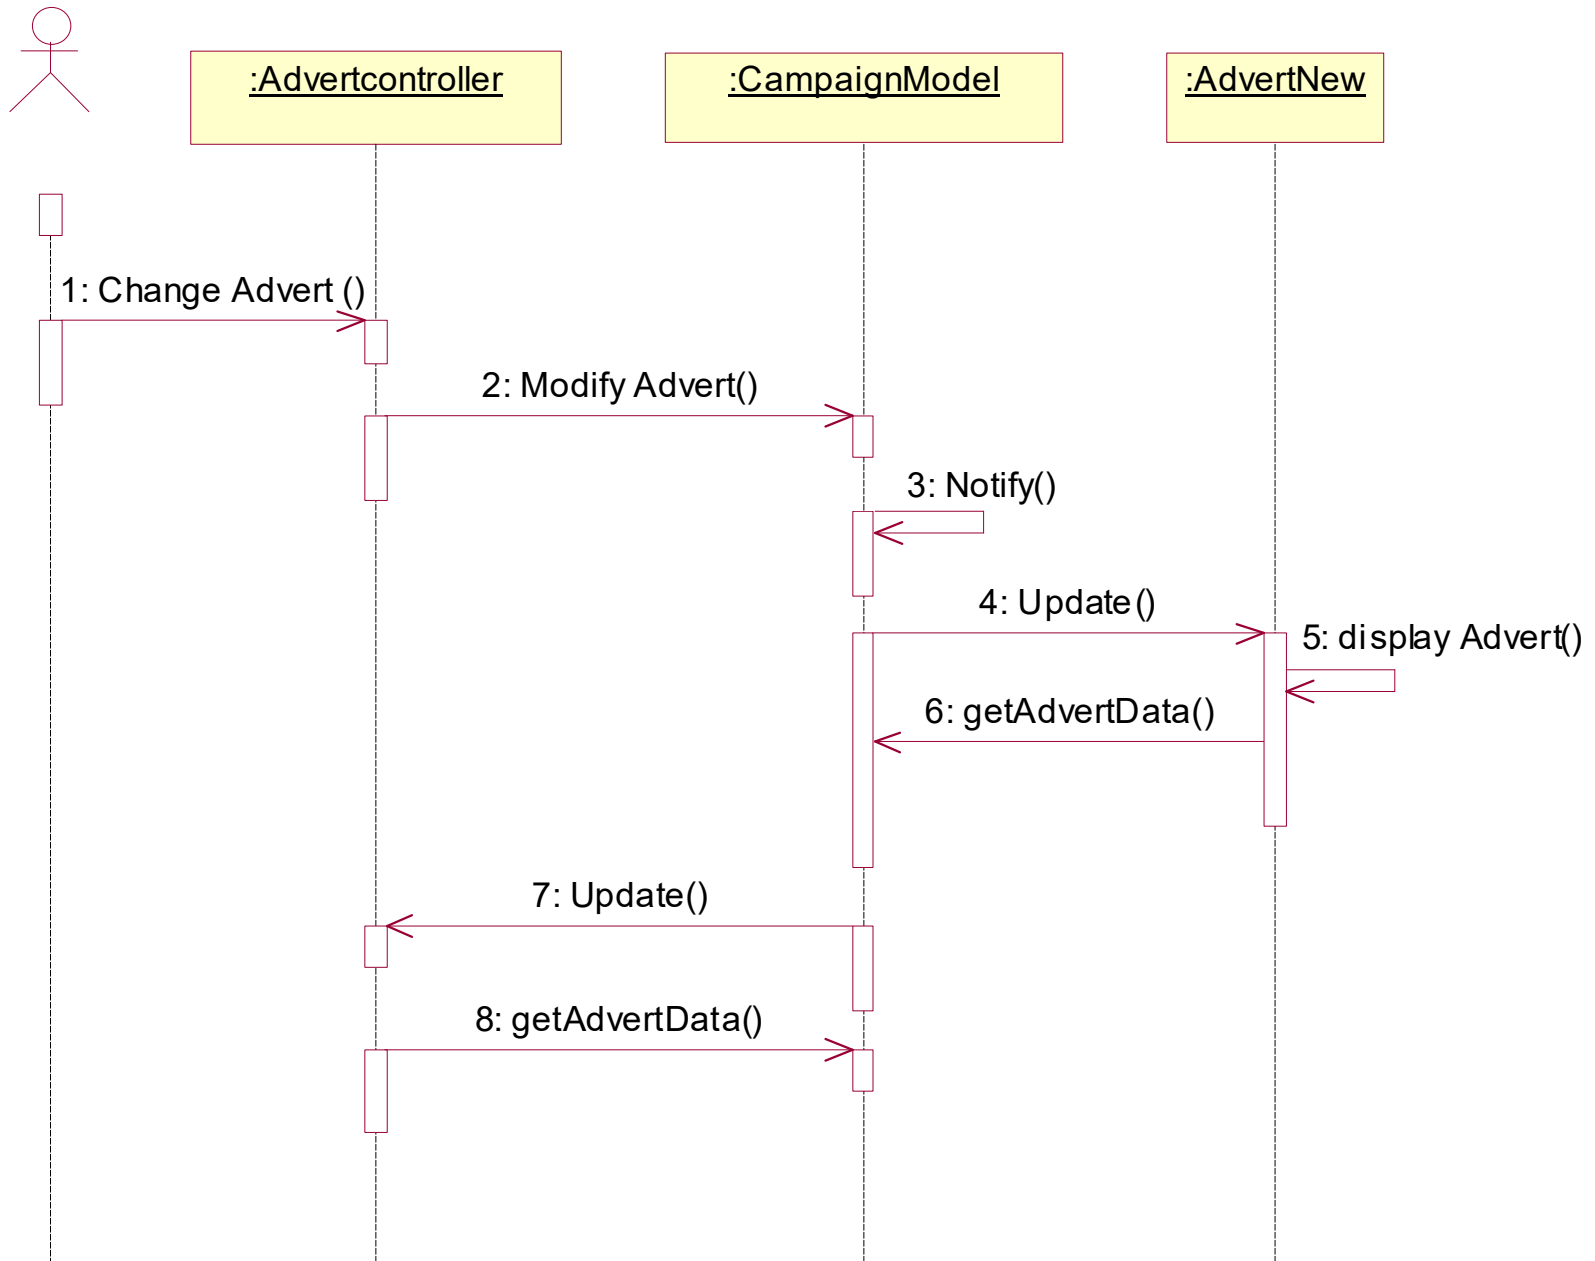 :Advertcontroller
:CampaignModel
:AdvertNew
1: Change Advert ()
2: Modify Advert()
3: Notify()
4: Update()
5: display Advert()
6: getAdvertData()
7: Update()
8: getAdvertData()